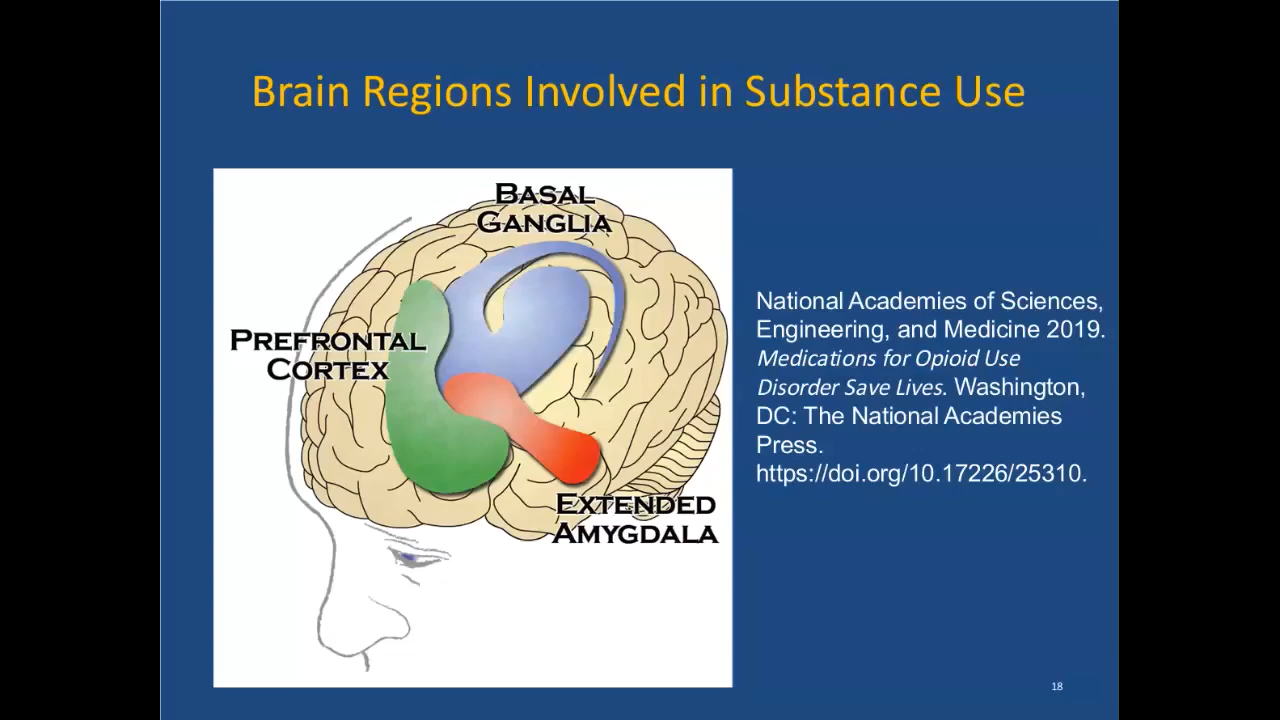 Brain Regions Involved in Substance Use
BASAL
GANGLIA
PREFRONTAL
CORTEX
EXTENDED
AMYGDALA
National Academies of Sciences,
Engineering, and Medicine 2019.
Medications for Opioid Use
Disorder Save Lives. Washington,
DC: The National Academies
Press.
https://doi.org/10.17226/25310.
18